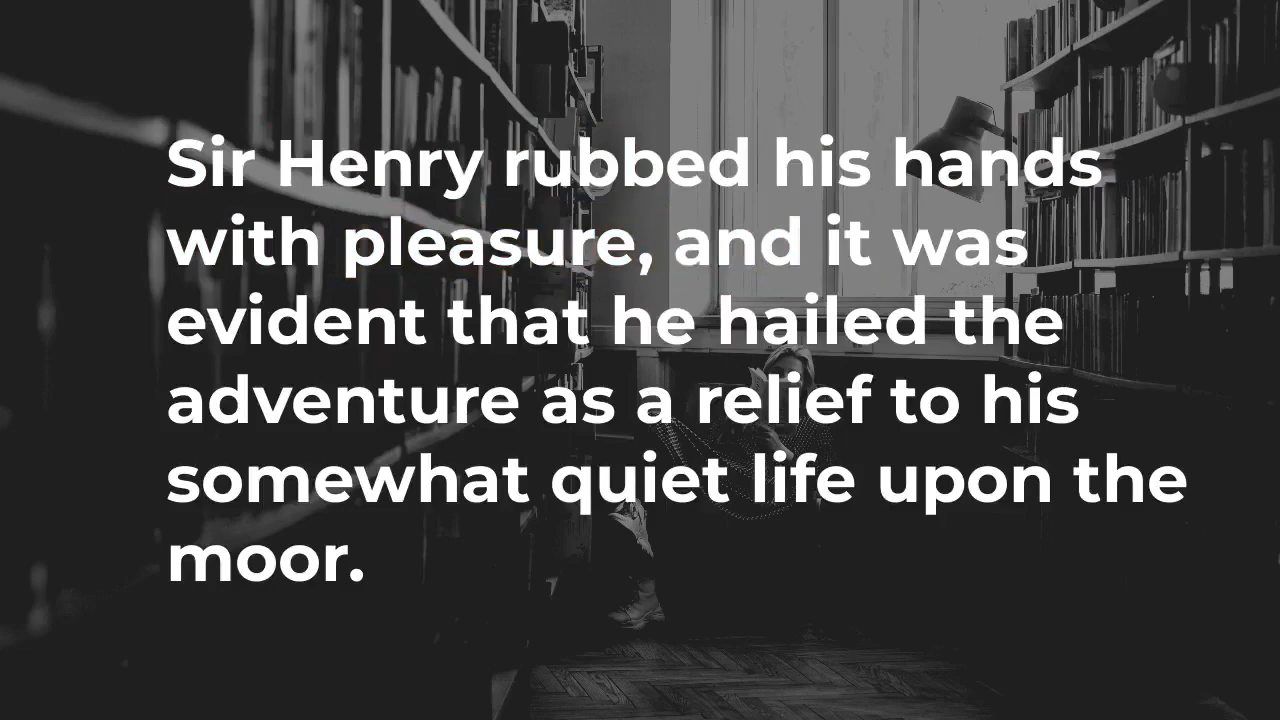 Sir Henry rubbed his hands
with pleasure, and it was
evident that he hailed the
adventure as a relief to his
somewhat quiet life upon the
moor.